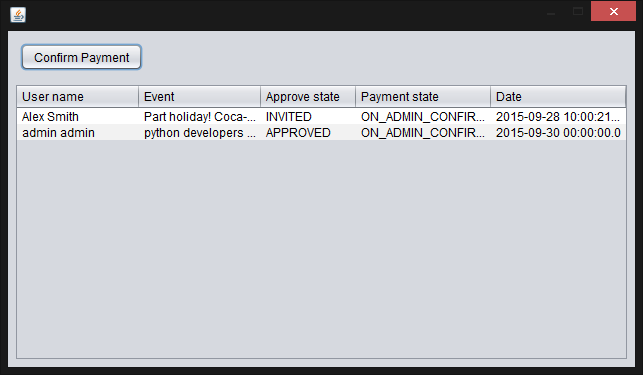 Confirm Payment
User name Event Approve state Payment state Date
Alex Smith Part holiday! Coca-... INVITED ON_ADMIN_CONFIR... 2015-09-28 10:00:21...
admin admin python developers ... APPROVED ON_ADMIN_CONFIR... 2015-09-30 00:00:00.0